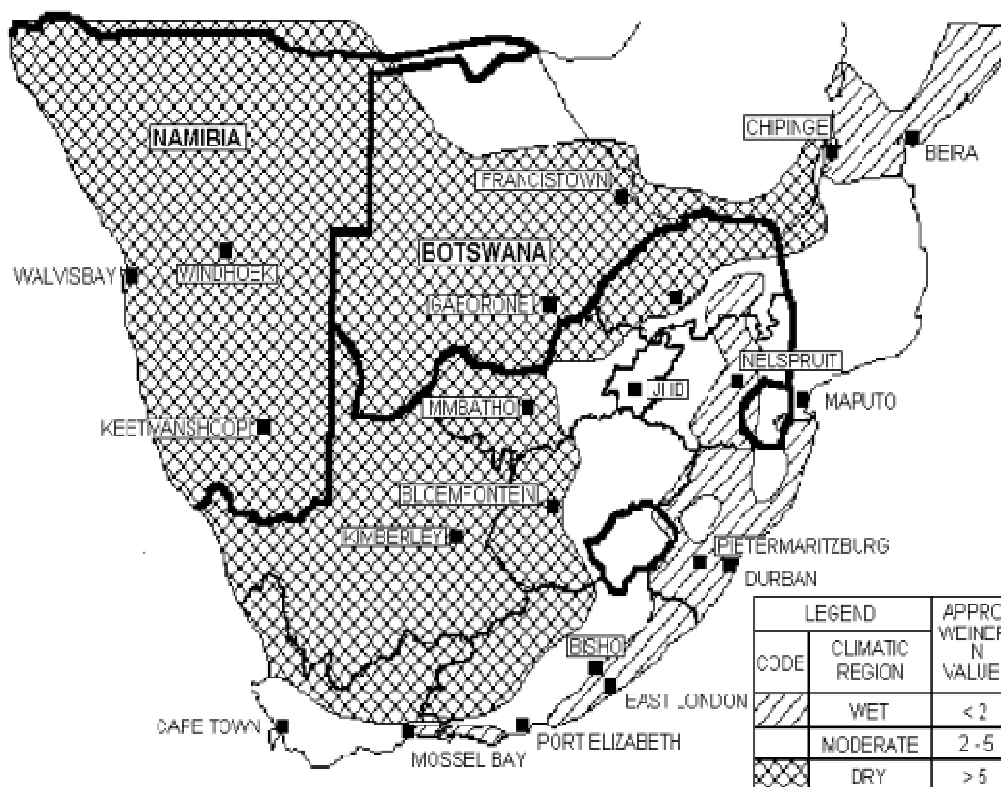 NAMIBIA
CHIPINGE
BEIRA
FRANCISTOWN
BOTSWANA
WALVISBAY
WINDHOEK
GABORONE
NELSPRUIT
JHB
MAPUTO
MMBATHO
KEETMANSHOOP
BLOEMFONTEIN
KIMBERLEY
PIETERMARITZBURG
DURBAN
BISHO
EAST LONDON
CAPE TOWN
PORT ELIZABETH
MOSSEL BAY
LEGEND
APPRO
WEINER
N
VALUE
CODE
CLIMATIC
REGION
WET
< 2
MODERATE
2 - 5
DRY
> 5